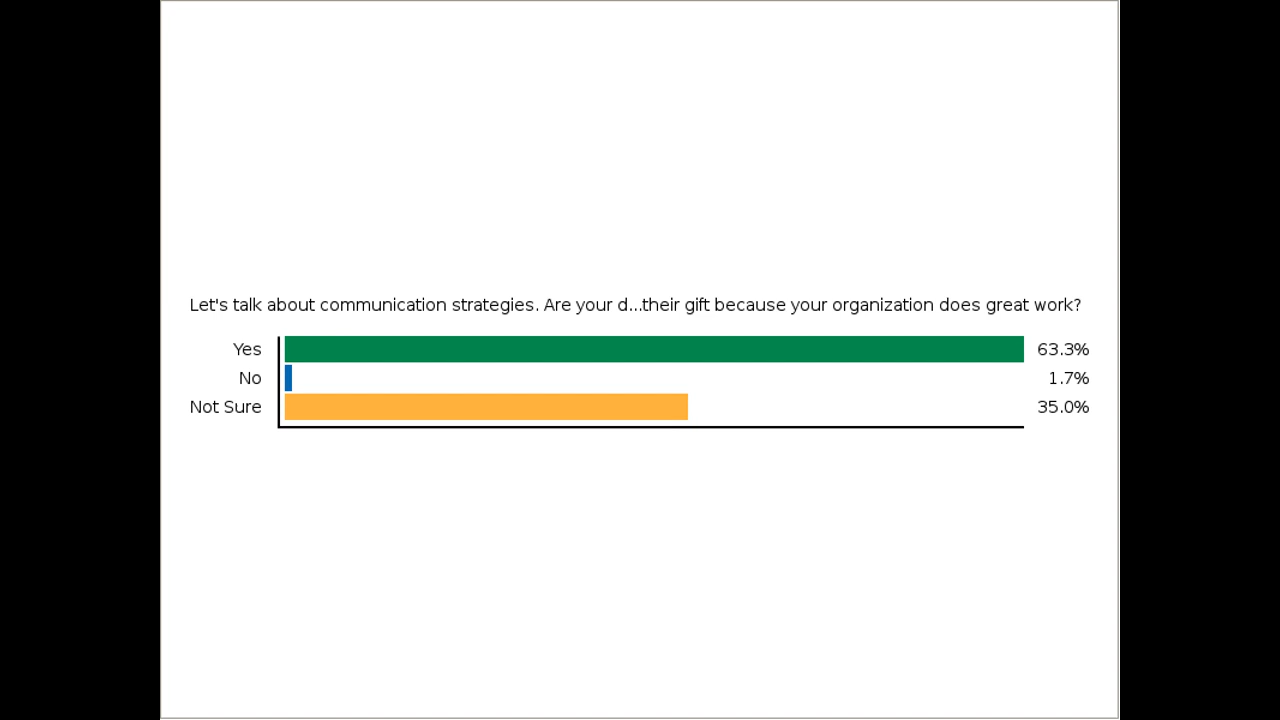 Let's talk about communication strategies. Are your d...their gift because your organization does great work?
Yes 63.3%
No 1.7%
Not Sure 35.0%